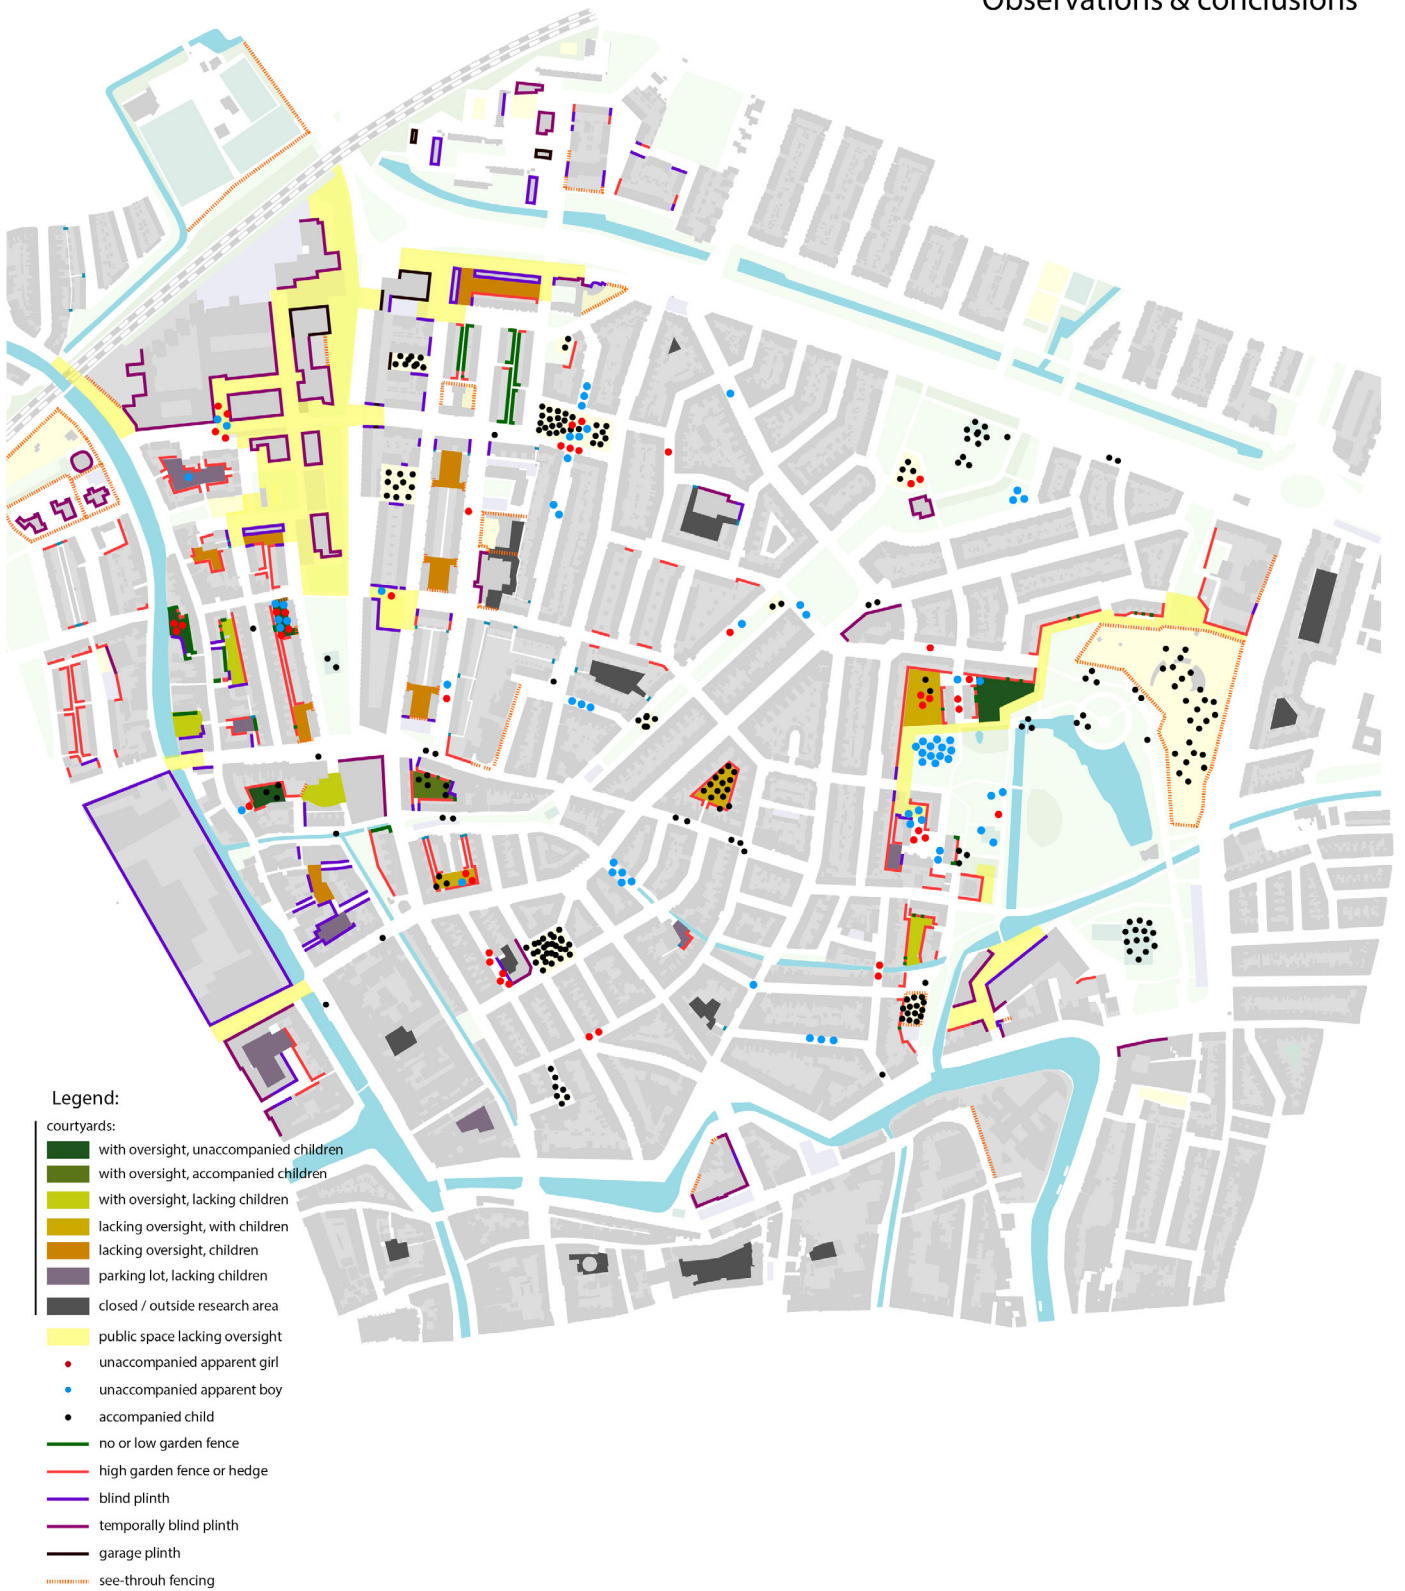 Observations & conclusions
Legend:
courtyards:
with oversight, unaccompanied children
with oversight, accompanied children
with oversight, lacking children
lacking oversight, with children
lacking oversight, children
parking lot, lacking children
closed / outside research area
public space lacking oversight
unaccompanied apparent girl
unaccompanied apparent boy
accompanied child
no or low garden fence
high garden fence or hedge
blind plinth
temporally blind plinth
garage plinth
see-throuh fencing